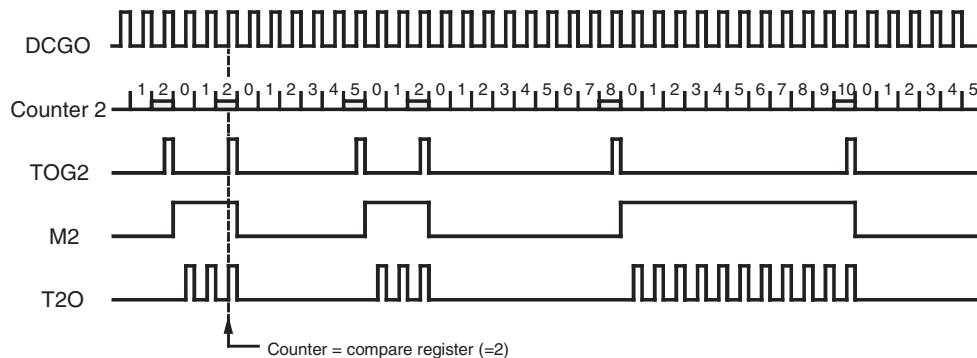 DCGO
Counter 2
1 2 0 1 2 0 1 2 3 4 5 0 1 2 0 1 2 3 4 5 6 7 8 0 1 2 3 4 5 6 7 8 9 10 0 1 2 3 4 5
TOG2
M2
T2O
Counter = compare register (=2)